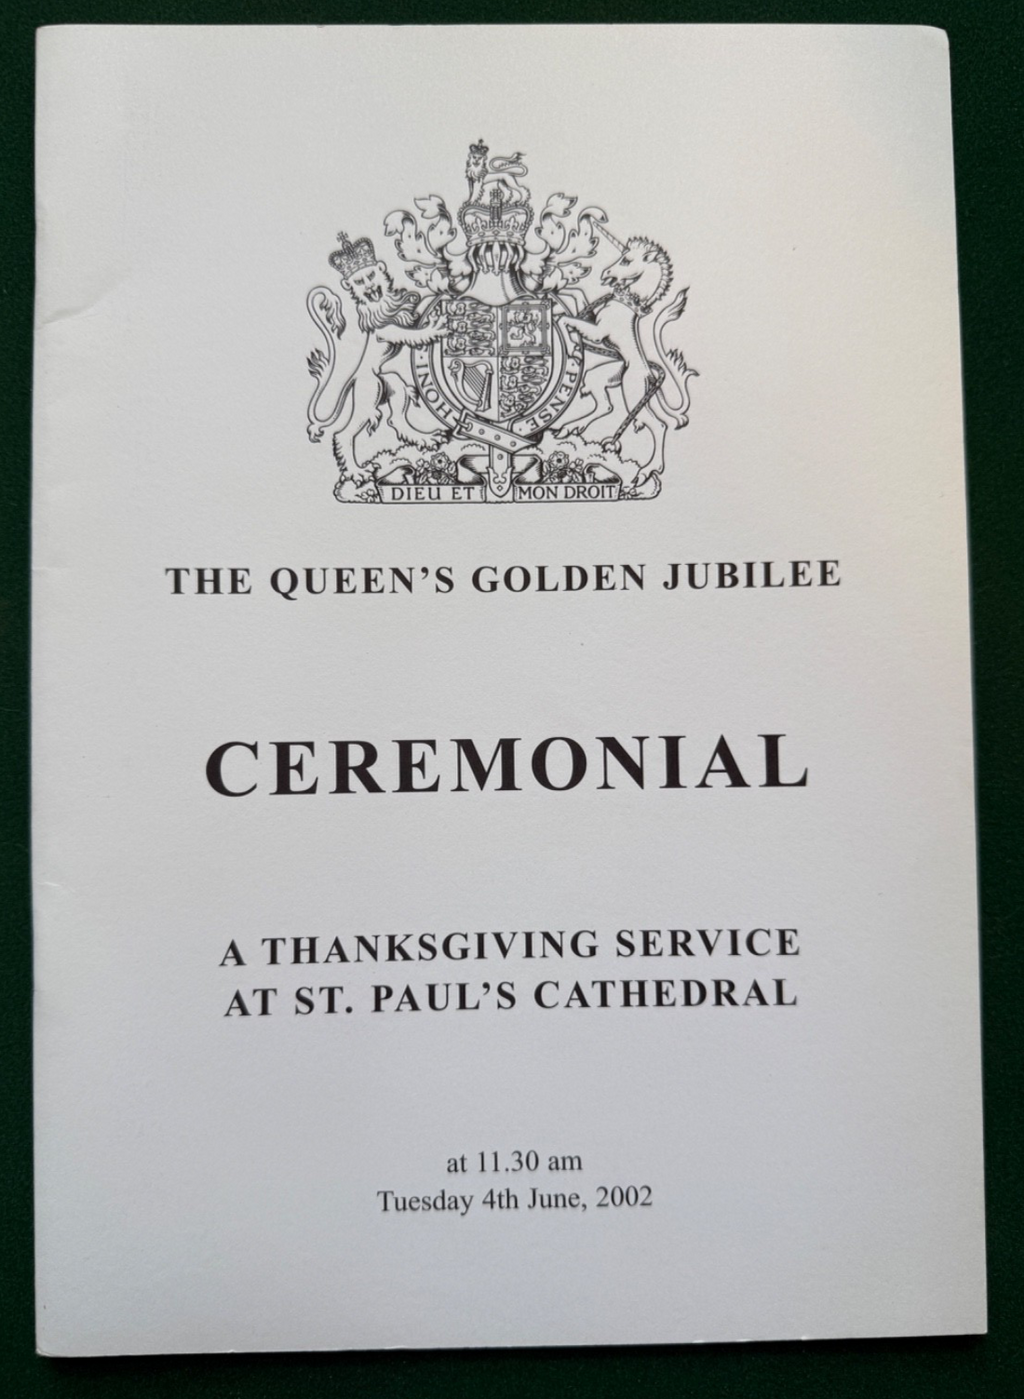 HONI
PENSE
DIEU ET MON DROIT
THE QUEEN'S GOLDEN JUBILEE
CEREMONIAL
A THANKSGIVING SERVICE
AT ST. PAUL'S CATHEDRAL
at 11.30 am
Tuesday 4th June, 2002